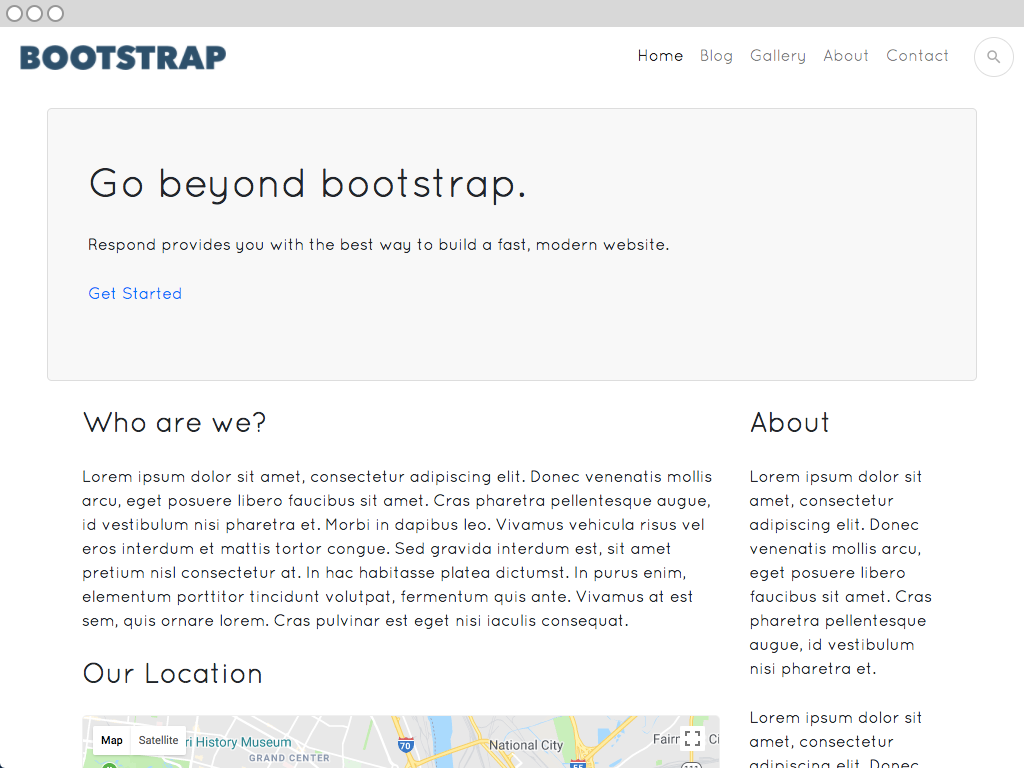 BOOTSTRAP
Home Blog Gallery About Contact
Go beyond bootstrap.
Respond provides you with the best way to build a fast, modern website.
Get Started
Who are we?
Lorem ipsum dolor sit amet, consectetur adipiscing elit. Donec venenatis mollis
arcu, eget posuere libero faucibus sit amet. Cras pharetra pellentesque augue,
id vestibulum nisi pharetra et. Morbi in dapibus leo. Vivamus vehicula risus vel
eros interdum et mattis tortor congue. Sed gravida interdum est, sit amet
pretium nisl consectetur at. In hac habitasse platea dictumst. In purus enim,
elementum porttitor tincidunt volutpat, fermentum quis ante. Vivamus at est
sem, quis ornare lorem. Cras pulvinar est eget nisi iaculis consequat.
Our Location
Map Satellite
ri History Museum
GRAND CENTER
70
National City
55
Fairm
Ci
111
About
Lorem ipsum dolor sit
amet, consectetur
adipiscing elit. Donec
venenatis mollis arcu,
eget posuere libero
faucibus sit amet. Cras
pharetra pellentesque
augue, id vestibulum
nisi pharetra et.
Lorem ipsum dolor sit
amet, consectetur
adipiscing elit. Donec